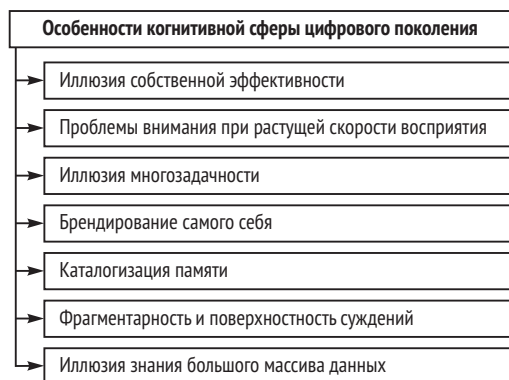 Особенности когнитивной сферы цифрового поколения
Иллюзия собственной эффективности
Проблемы внимания при растущей скорости восприятия
Иллюзия многозадачности
Брендирование самого себя
Каталогизация памяти
Фрагментарность и поверхностность суждений
Иллюзия знания большого массива данных